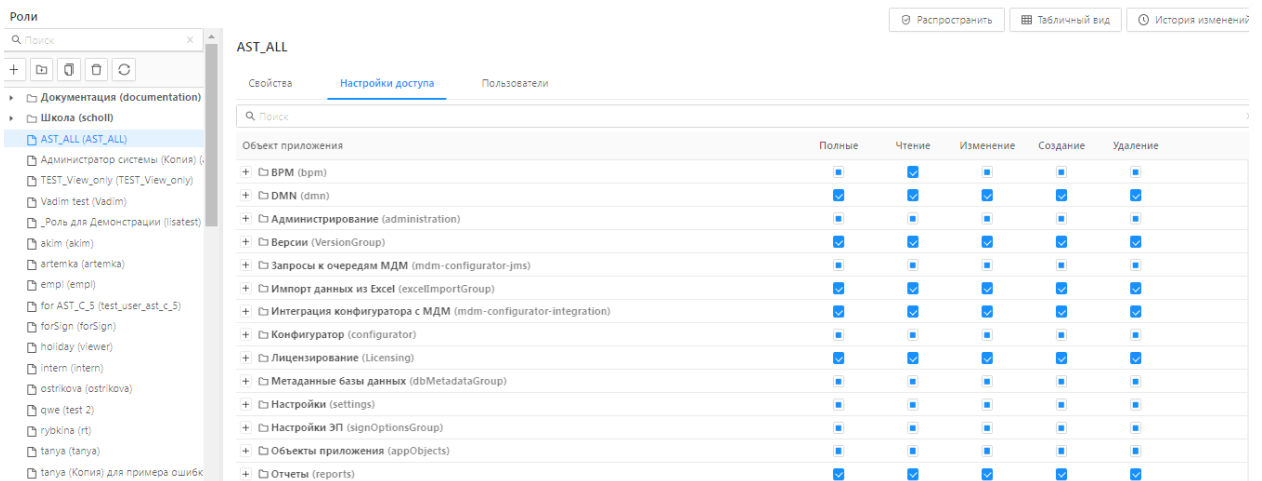 Роли
Распространить
Табличный вид
История изменений
Поиск
AST_ALL
Свойства
Настройки доступа
Пользователи
Документация (documentation)
Школа (scholl)
AST_ALL (AST_ALL)
Администратор системы (Копия)
TEST_View_only (TEST_View_only)
Vadim test (Vadim)
_Роль для Демонстрации (lisatest)
akim (akim)
artemka (artemka)
empl (empl)
for AST_C_5 (test_user_ast_c_5)
forSign (forSign)
holiday (viewer)
intern (intern)
ostrikova (ostrikova)
qwe (test 2)
rybkina (rt)
tanya (tanya)
tanya (Копия) для примера ошибк
Поиск
Объект приложения Полные Чтение Изменение Создание Удаление
BPM (bpm)
DMN (dmn)
Администрирование (administration)
Версии (VersionGroup)
Запросы к очередям МДМ (mdm-configurator-jms)
Импорт данных из Excel (excelImportGroup)
Интеграция конфигуратора с МДМ (mdm-configurator-integration)
Конфигуратор (configurator)
Лицензирование (Licensing)
Метаданные базы данных (dbMetadataGroup)
Настройки (settings)
Настройки ЭП (signOptionsGroup)
Объекты приложения (appObjects)
Отчеты (reports)